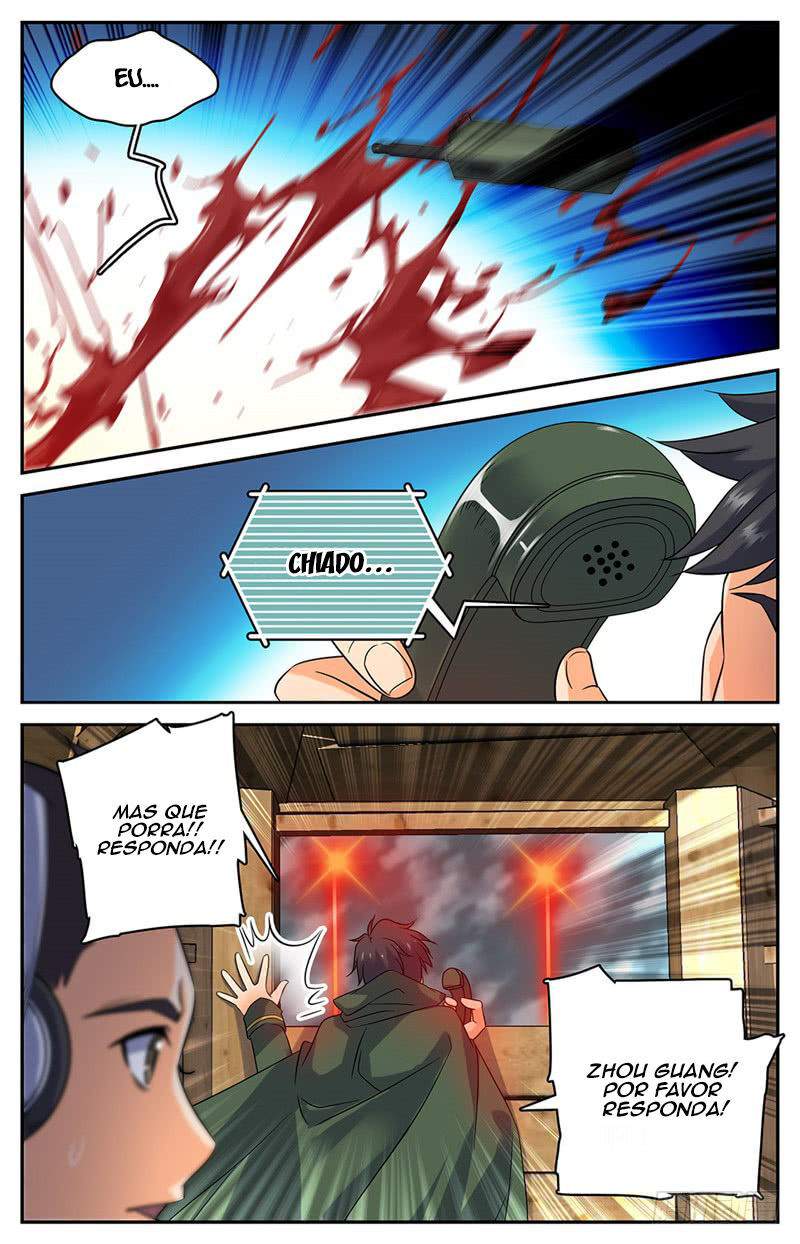 EU....
CHIADO...
MAS QUE
PORRA!!
RESPONDA!!
ZHOU GUANG!
POR FAVOR
RESPONDA!